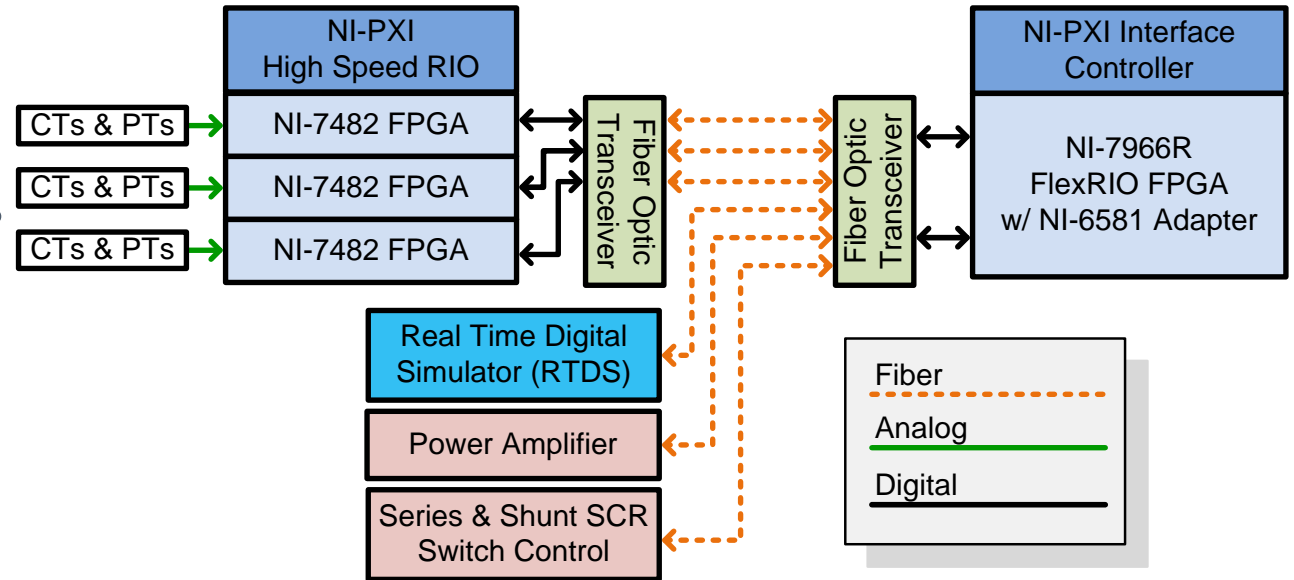 NI-PXI
High Speed RIO
CTs & PTs
NI-7482 FPGA
CTs & PTs
NI-7482 FPGA
CTs & PTs
NI-7482 FPGA
Fiber Optic
Transceiver
Fiber Optic
Transceiver
NI-PXI Interface
Controller
NI-7966R
FlexRIO FPGA
w/ NI-6581 Adapter
Real Time Digital
Simulator (RTDS)
Power Amplifier
Series & Shunt SCR
Switch Control
Fiber
Analog
Digital